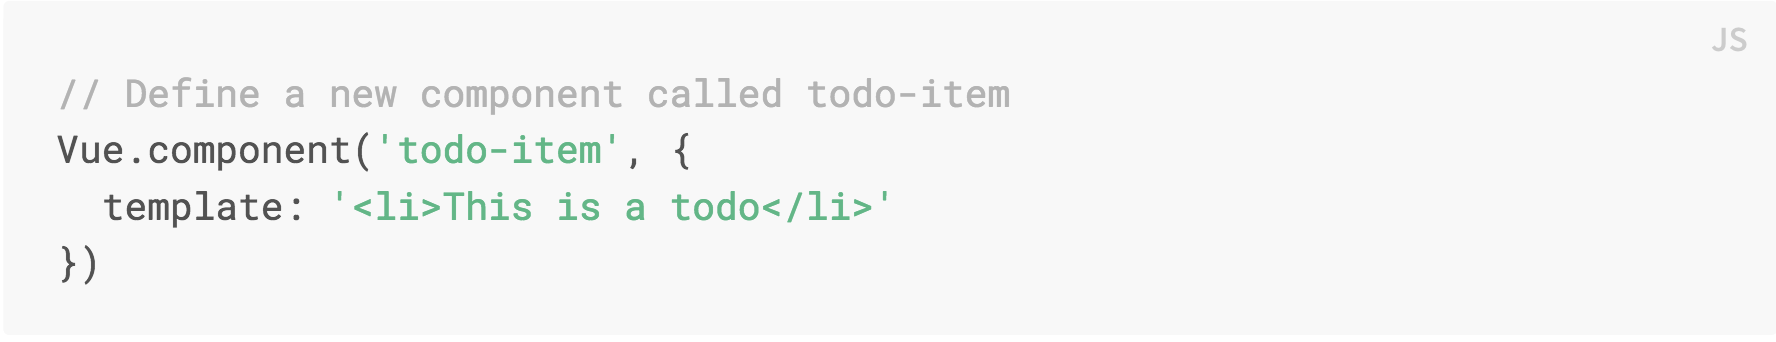 JS
// Define a new component called todo-item
Vue.component('todo-item', {
  template: '<li>This is a todo</li>'
})